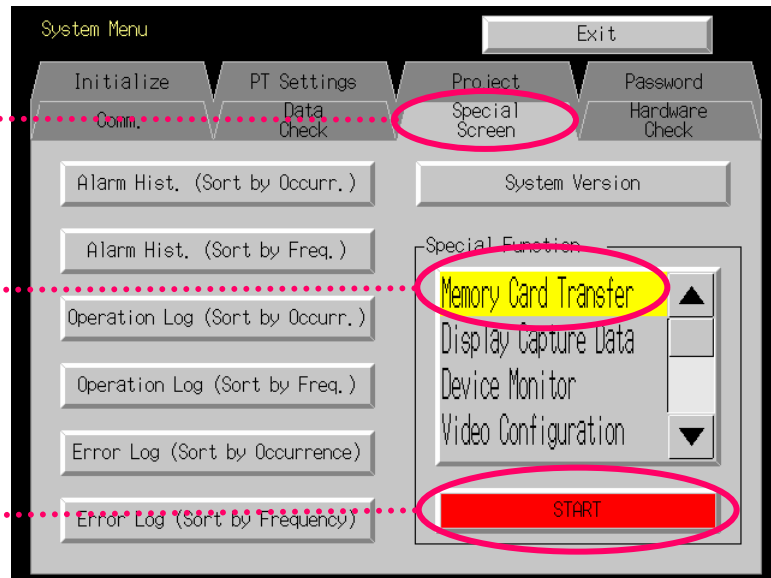 System Menu
Exit
Initialize
PT Settings
Project
Password
Comm.
Data
Check
Special
Screen
Hardware
Check
Alarm Hist. (Sort by Occurr.)
System Version
Alarm Hist. (Sort by Freq.)
Special Function
Memory Card Transfer
Operation Log (Sort by Occurr.)
Display Capture Data
Operation Log (Sort by Freq.)
Device Monitor
Video Configuration
Error Log (Sort by Occurrence)
START
Error Log (Sort by Frequency)